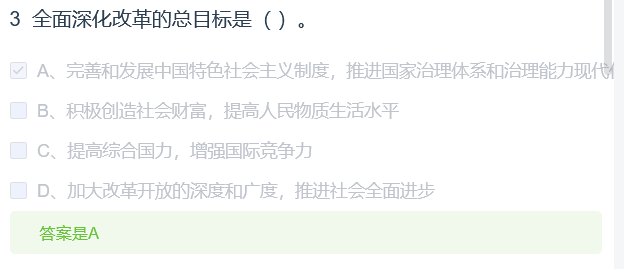 3 全面深化改革的总目标是（ ）。
A、完善和发展中国特色社会主义制度，推进国家治理体系和治理能力现代
B、积极创造社会财富，提高人民物质生活水平
C、提高综合国力，增强国际竞争力
D、加大改革开放的深度和广度，推进社会全面进步
答案是A